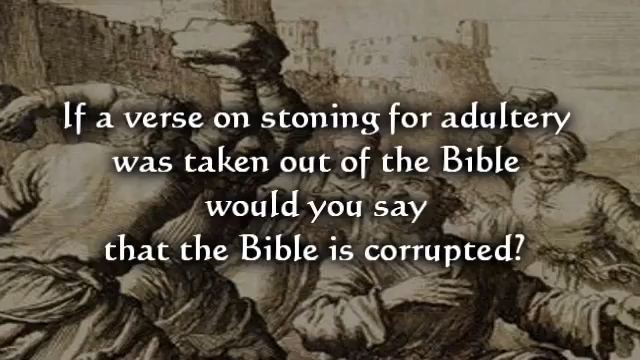 If a verse on stoning for adultery
was taken out of the Bible
would you say
that the Bible is corrupted?